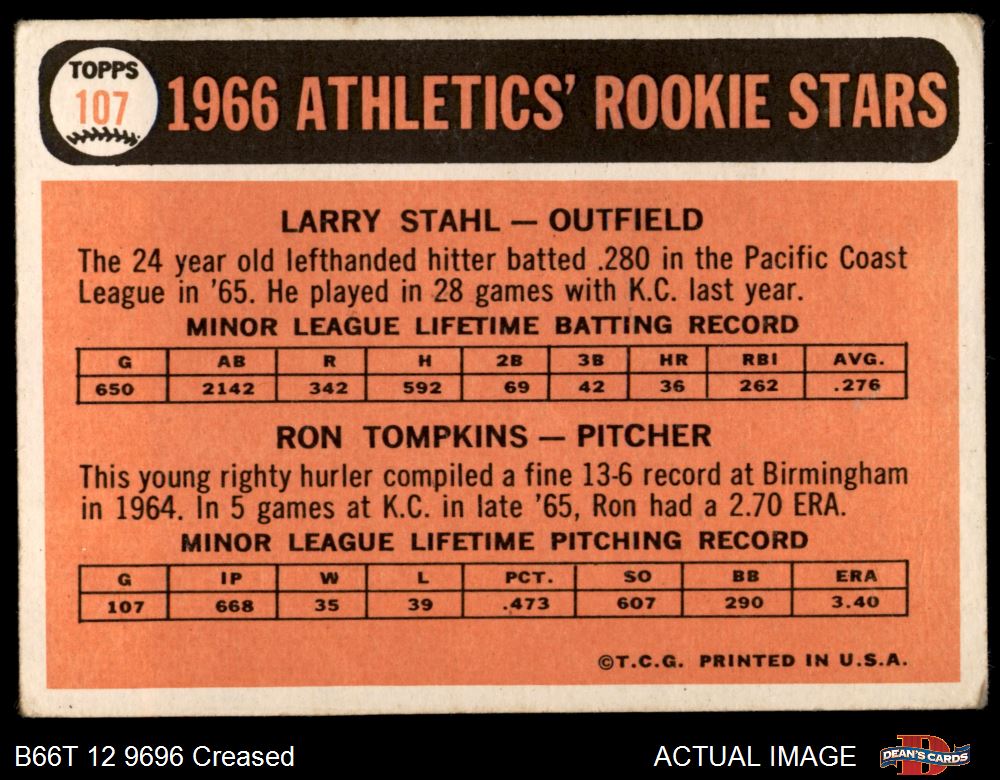 TOPPS
107
1966 ATHLETICS' ROOKIE STARS
LARRY STAHL — OUTFIELD
The 24 year old lefthanded hitter batted .280 in the Pacific Coast
League in '65. He played in 28 games with K.C. last year.
MINOR LEAGUE LIFETIME BATTING RECORD
G AB R H 2B 3B HR RBI AVG.
650 2142 342 592 69 42 36 262 .276
RON TOMPKINS — PITCHER
This young righty hurler compiled a fine 13-6 record at Birmingham
in 1964. In 5 games at K.C. in late '65, Ron had a 2.70 ERA.
MINOR LEAGUE LIFETIME PITCHING RECORD
G IP W L PCT. SO BB ERA
107 668 35 39 .473 607 290 3.40
©T.C.G. PRINTED IN U.S.A.
B66T 12 9696 Creased
ACTUAL IMAGE
D
DEAN'S CARDS